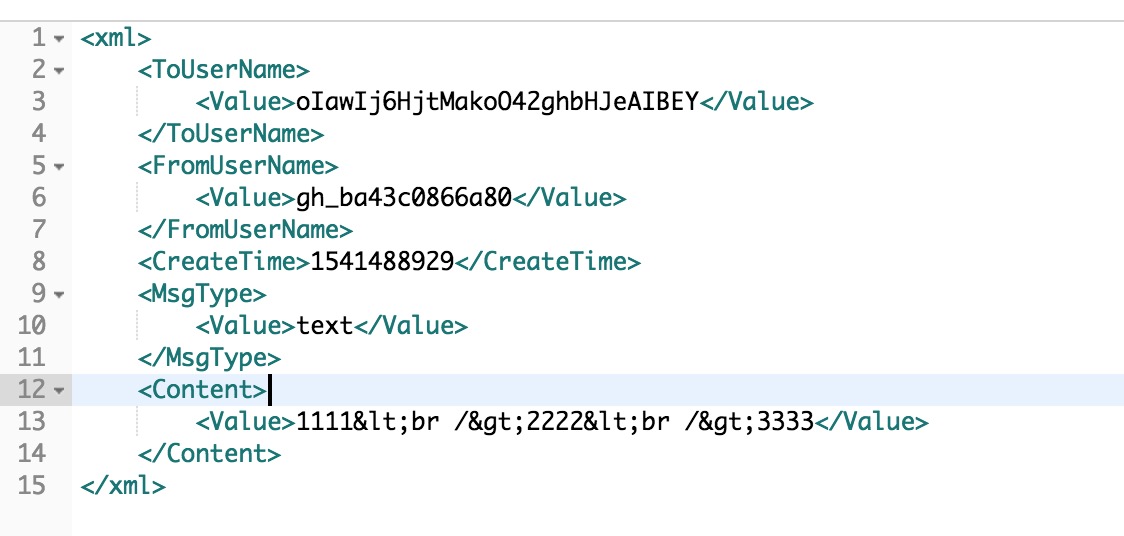 1 <xml>
2 <ToUserName>
3 <Value>oIawIj6HjtMakoO42ghbHJeAIBEY</Value>
4 </ToUserName>
5 <FromUserName>
6 <Value>gh_ba43c0866a80</Value>
7 </FromUserName>
8 <CreateTime>1541488929</CreateTime>
9 <MsgType>
10 <Value>text</Value>
11 </MsgType>
12 <Content>
13 <Value>1111&lt;br /&gt;2222&lt;br /&gt;3333</Value>
14 </Content>
15 </xml>